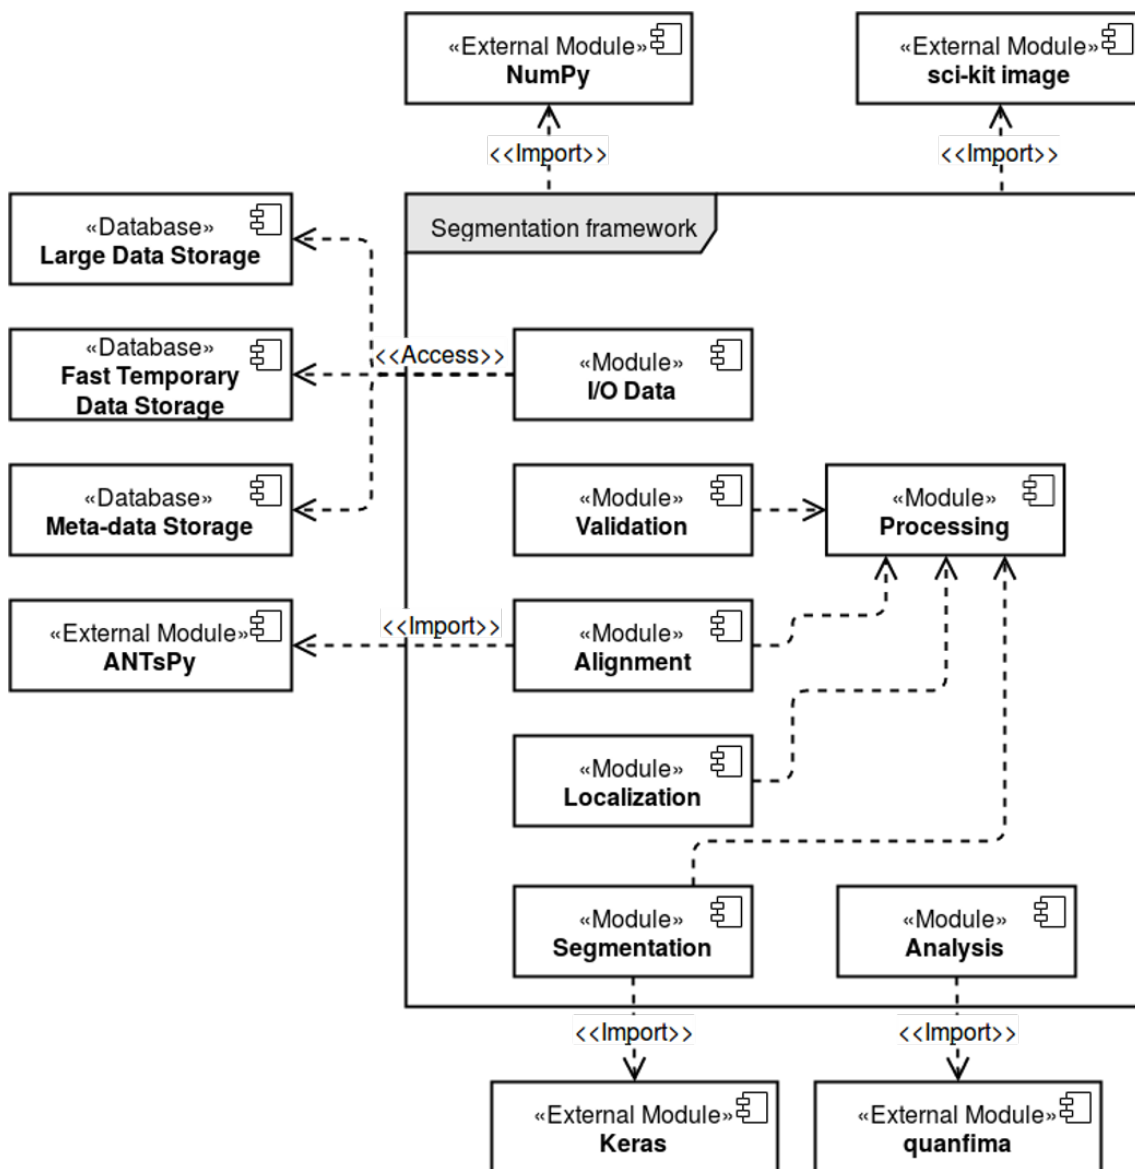 «External Module»
NumPy
«External Module»
sci-kit image
<<Import>>
<<Import>>
«Database»
Large Data Storage
Segmentation framework
«Database»
Fast Temporary
Data Storage
<<Access>>
«Module»
I/O Data
«Database»
Meta-data Storage
«Module»
Validation
«Module»
Processing
«External Module»
ANTsPy
<<Import>>
«Module»
Alignment
«Module»
Localization
«Module»
Segmentation
«Module»
Analysis
<<Import>>
<<Import>>
«External Module»
Keras
«External Module»
quanfima